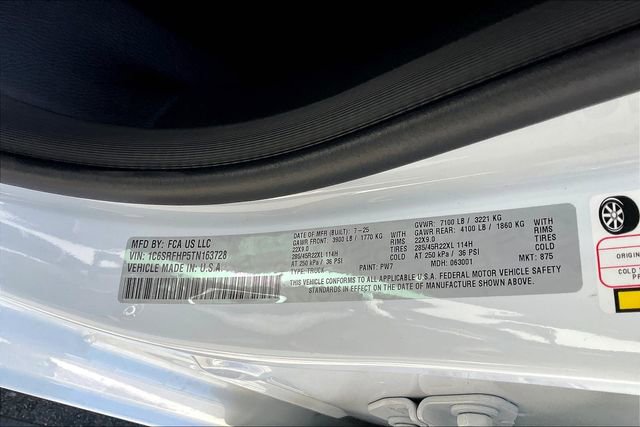 MFD BY: FCA US LLC
VIN: 1C6SRFHP5TN163728
VEHICLE MADE IN U.S.A.
DATE OF MFR (BUILT): 7-25
GAWR FRONT: 3900 LB / 1770 KG WITH
22X9.0 RIMS
285/45R22XL 114H TIRES
AT 250 kPa / 36 PSI COLD
TYPE: TRUCK PAINT: PW7
GVWR: 7100 LB / 3221 KG
GAWR REAR: 4100 LB / 1860 KG WITH
22X9.0 RIMS
285/45R22XL 114H TIRES
AT 250 kPa / 36 PSI COLD
MDH: 063001 MKT: 875
THIS VEHICLE CONFORMS TO ALL APPLICABLE U.S.A. FEDERAL MOTOR VEHICLE SAFETY
STANDARDS IN EFFECT ON THE DATE OF MANUFACTURE SHOWN ABOVE.
ORIGIN
COLD T
P